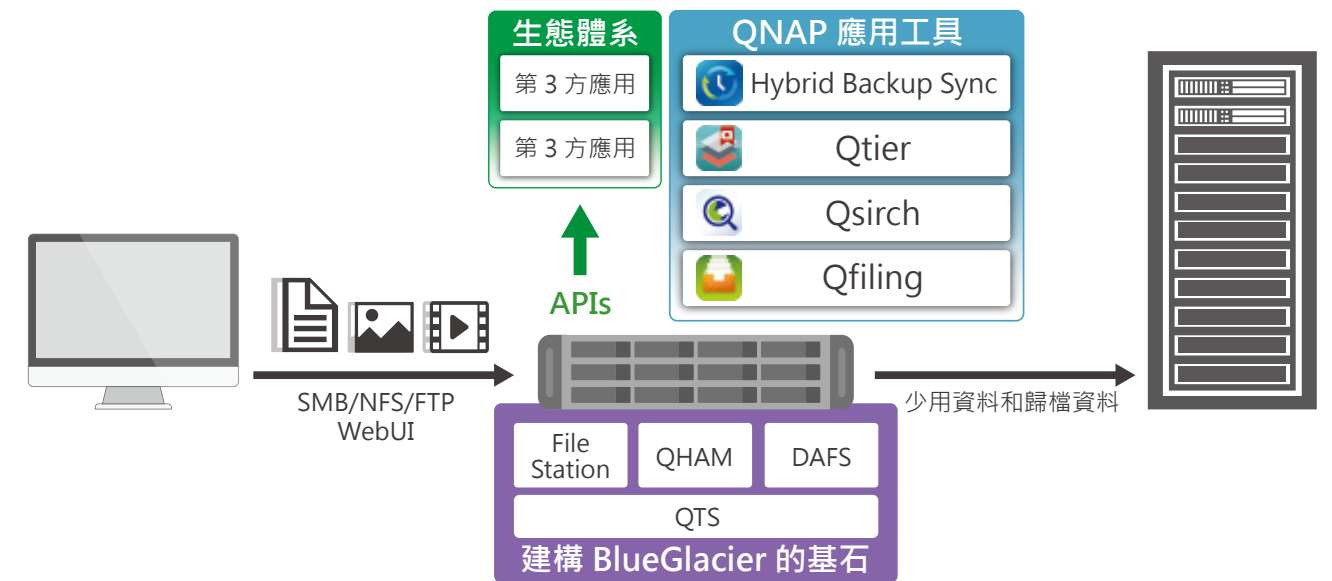 生態體系
第 3 方應用
第 3 方應用
APIs
QNAP 應用工具
Hybrid Backup Sync
Qtier
Qsirch
Qfiling
SMB/NFS/FTP
WebUI
少用資料和歸檔資料
File
Station
QHAM
DAFS
QTS
建構 BlueGlacier 的基石